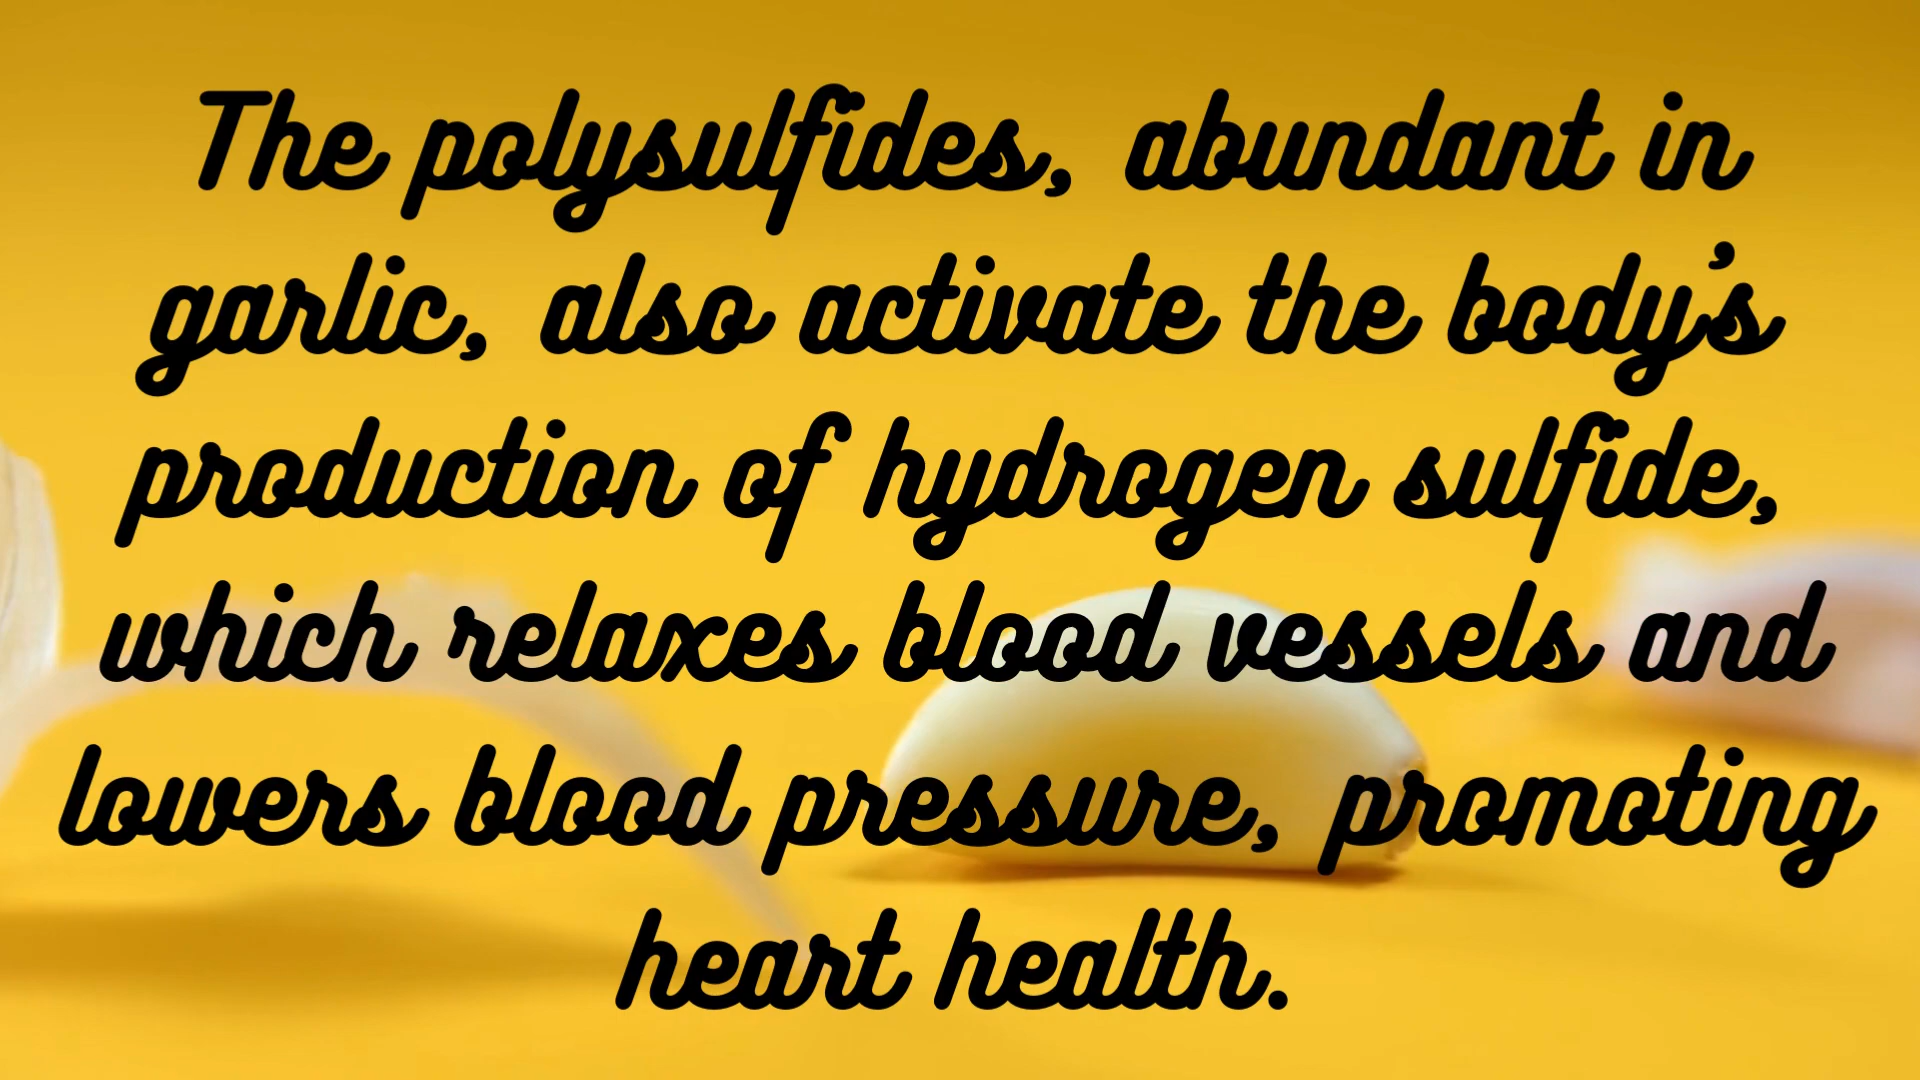 The polysulfides, abundant in
garlic, also activate the body's
production of hydrogen sulfide,
which relaxes blood vessels and
lowers blood pressure, promoting
heart health.